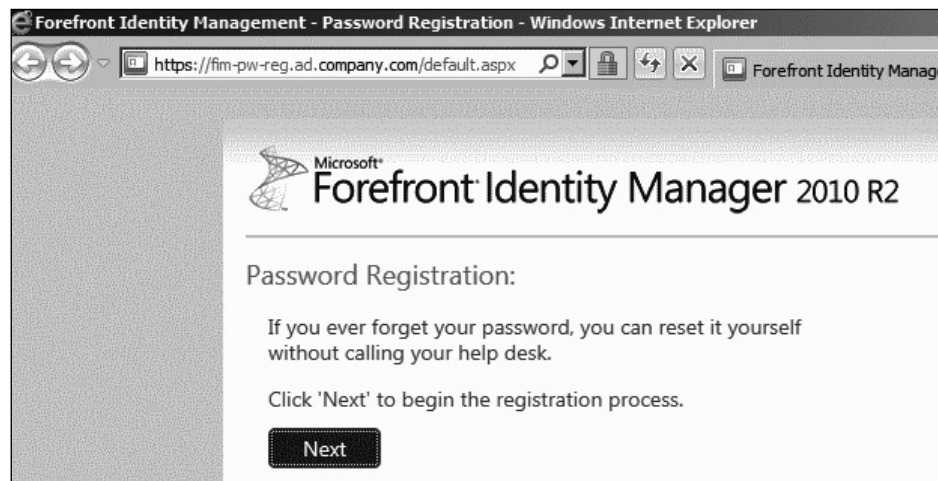 Forefront Identity Management - Password Registration - Windows Internet Explorer
https://fim-pw-reg.ad.company.com/default.aspx
Forefront Identity Manag
Microsoft®
Forefront® Identity Manager 2010 R2
Password Registration:
If you ever forget your password, you can reset it yourself
without calling your help desk.
Click 'Next' to begin the registration process.
Next